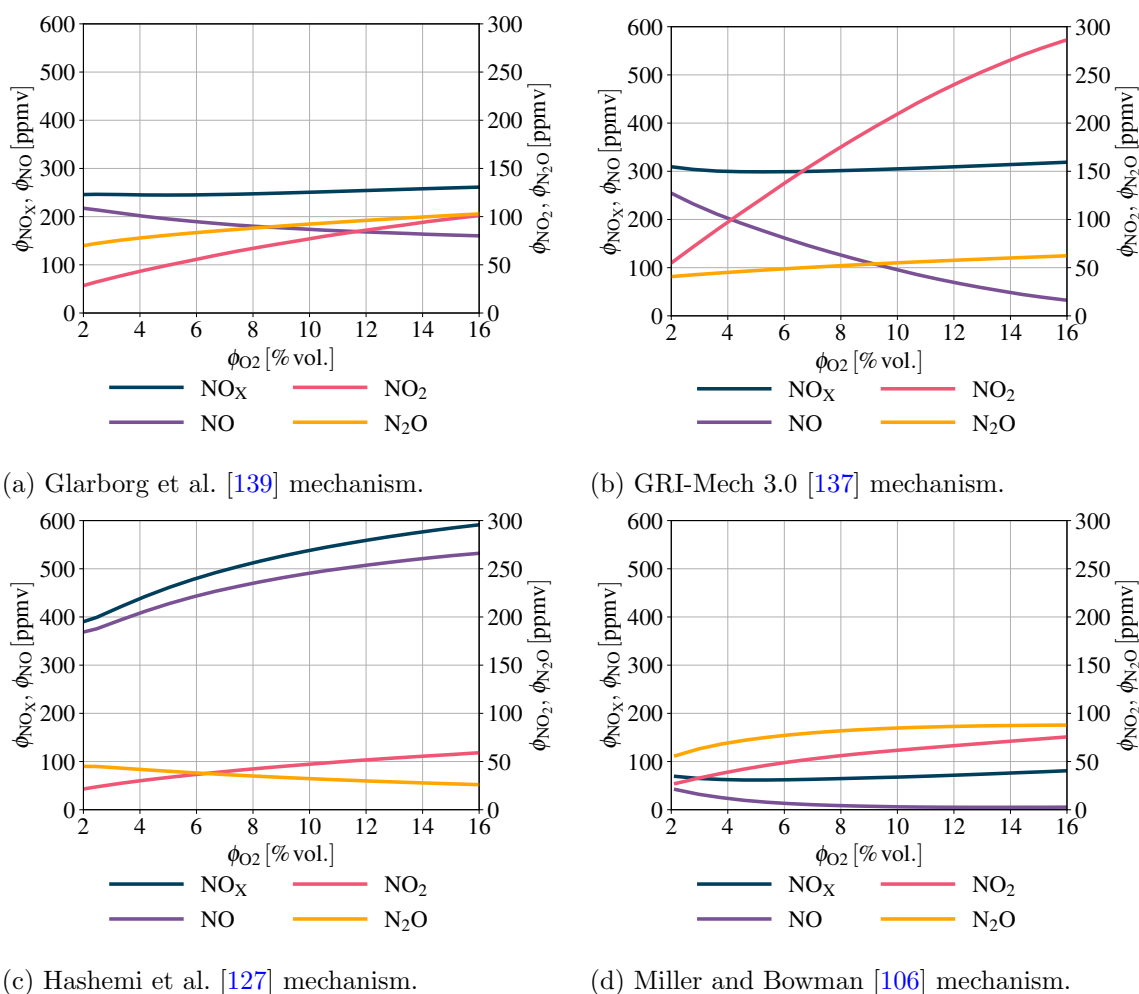 600 300 600 300
500 250 500 250
400 200 400 200
300 150 300 150
200 100 200 100
100 50 100 50
0 0 0 0
ϕNOX, ϕNO [ppmv] ϕNO2, ϕN2O [ppmv] ϕNOX, ϕNO [ppmv] ϕNO2, ϕN2O [ppmv]
2 4 6 8 10 12 14 16 2 4 6 8 10 12 14 16
ϕO2 [% vol.] ϕO2 [% vol.]
NOX NO2 NOX NO2
NO N2O NO N2O
(a) Glarborg et al. [139] mechanism. (b) GRI-Mech 3.0 [137] mechanism.
600 300 600 300
500 250 500 250
400 200 400 200
300 150 300 150
200 100 200 100
100 50 100 50
0 0 0 0
ϕNOX, ϕNO [ppmv] ϕNO2, ϕN2O [ppmv] ϕNOX, ϕNO [ppmv] ϕNO2, ϕN2O [ppmv]
2 4 6 8 10 12 14 16 2 4 6 8 10 12 14 16
ϕO2 [% vol.] ϕO2 [% vol.]
NOX NO2 NOX NO2
NO N2O NO N2O
(c) Hashemi et al. [127] mechanism. (d) Miller and Bowman [106] mechanism.